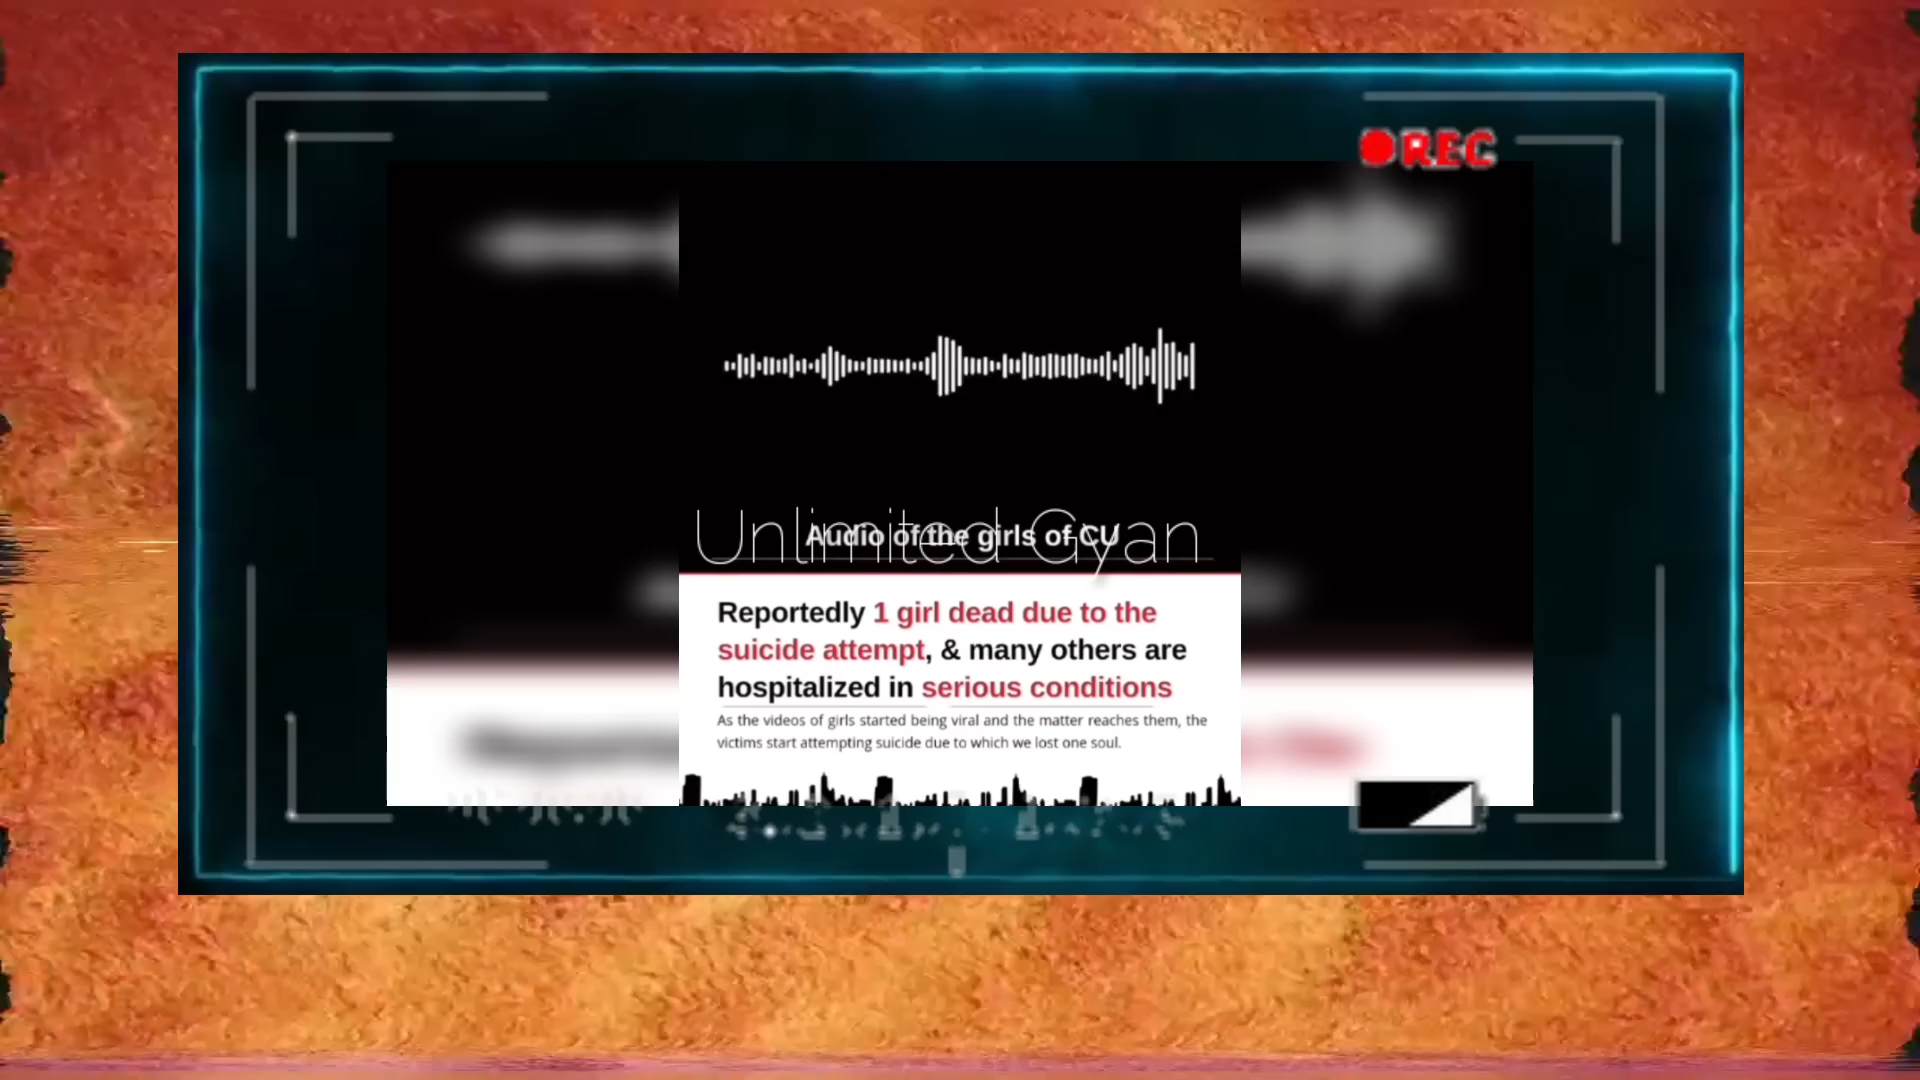 REC
Unlimited Gyan
Audio of the girls of CU
Reportedly 1 girl dead due to the
suicide attempt, & many others are
hospitalized in serious conditions
As the videos of girls started being viral and the matter reaches them, the
victims start attempting suicide due to which we lost one soul.